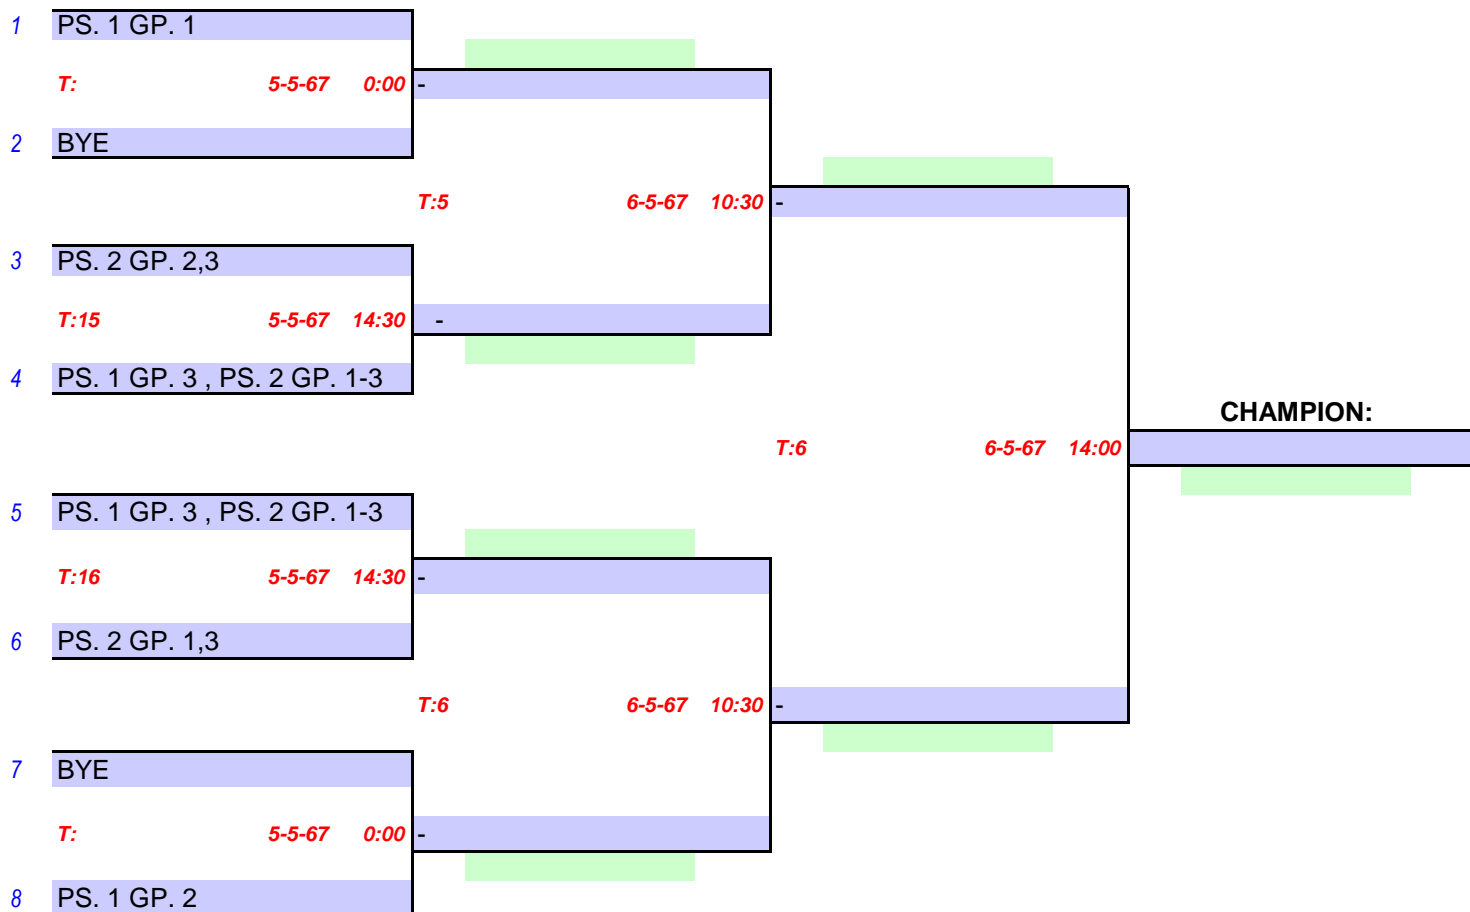 1 PS. 1 GP. 1
T: 5-5-67 0:00 -
2 BYE
T:5 6-5-67 10:30 -
3 PS. 2 GP. 2,3
T:15 5-5-67 14:30 -
4 PS. 1 GP. 3 , PS. 2 GP. 1-3
CHAMPION:
T:6 6-5-67 14:00
5 PS. 1 GP. 3 , PS. 2 GP. 1-3
T:16 5-5-67 14:30 -
6 PS. 2 GP. 1,3
T:6 6-5-67 10:30 -
7 BYE
T: 5-5-67 0:00 -
8 PS. 1 GP. 2